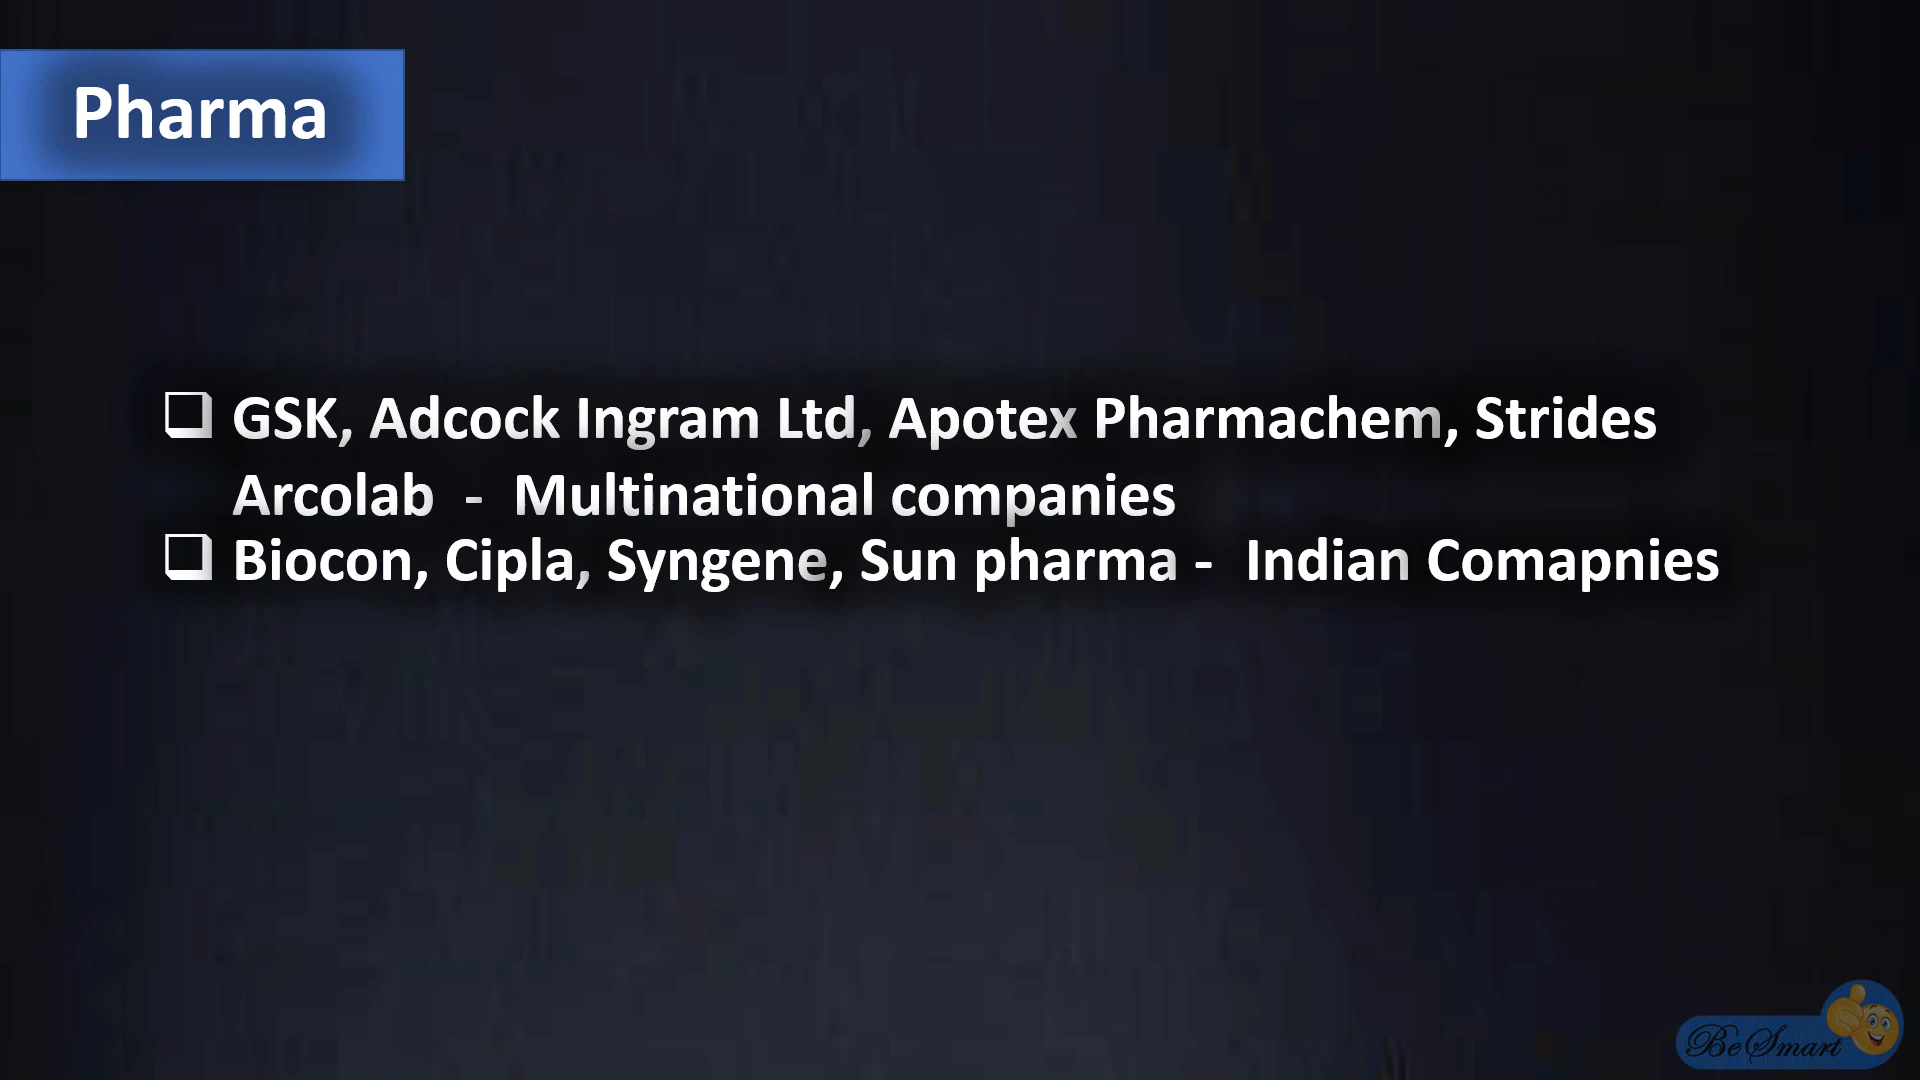 Pharma
GSK, Adcock Ingram Ltd, Apotex Pharmachem, Strides
Arcolab - Multinational companies
Biocon, Cipla, Syngene, Sun pharma - Indian Comapnies
BeSmart